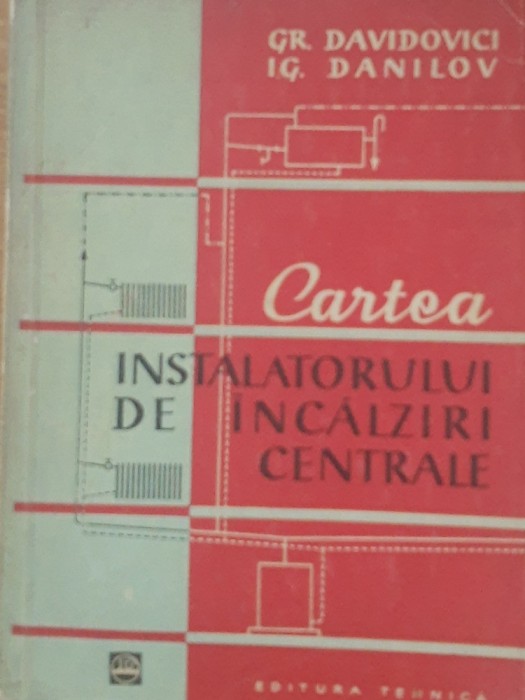 GR. DAVIDOVICI
IG. DANILOV
Cartea
INSTALATORULUI
DE ÎNCĂLZIRI
CENTRALE
EDITURA TEHNICA